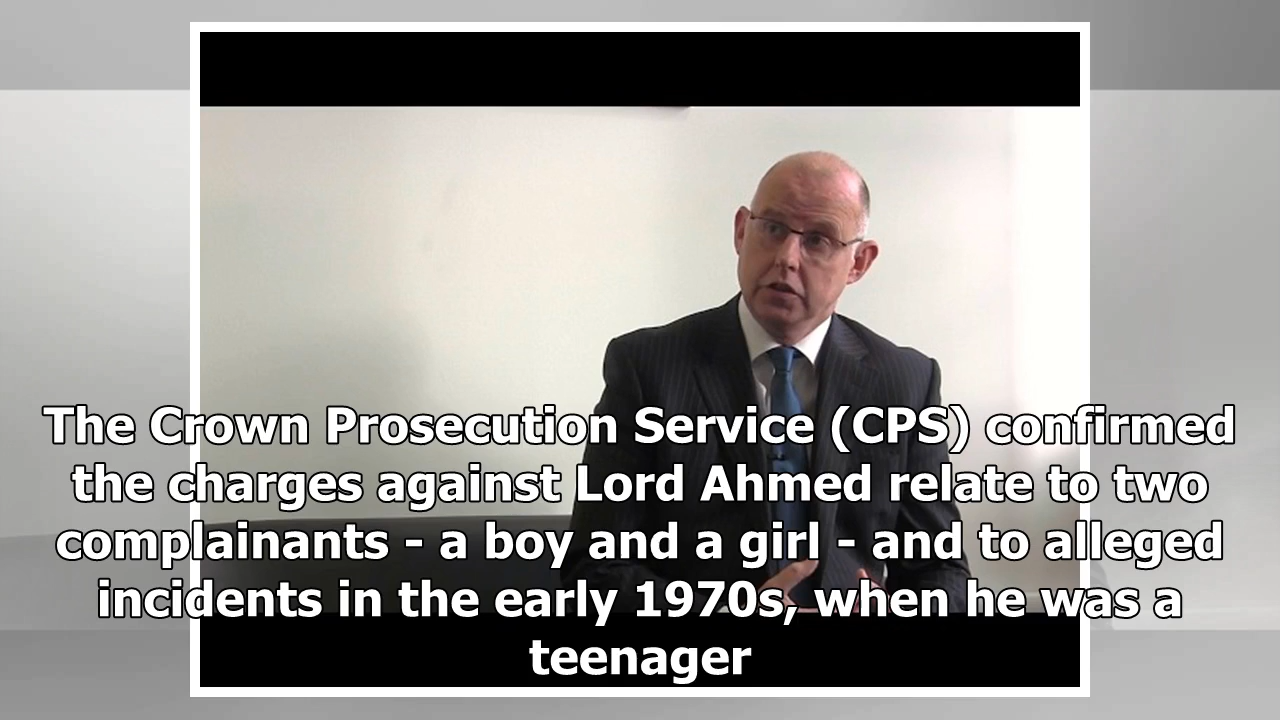 The Crown Prosecution Service (CPS) confirmed
the charges against Lord Ahmed relate to two
complainants - a boy and a girl - and to alleged
incidents in the early 1970s, when he was a
teenager